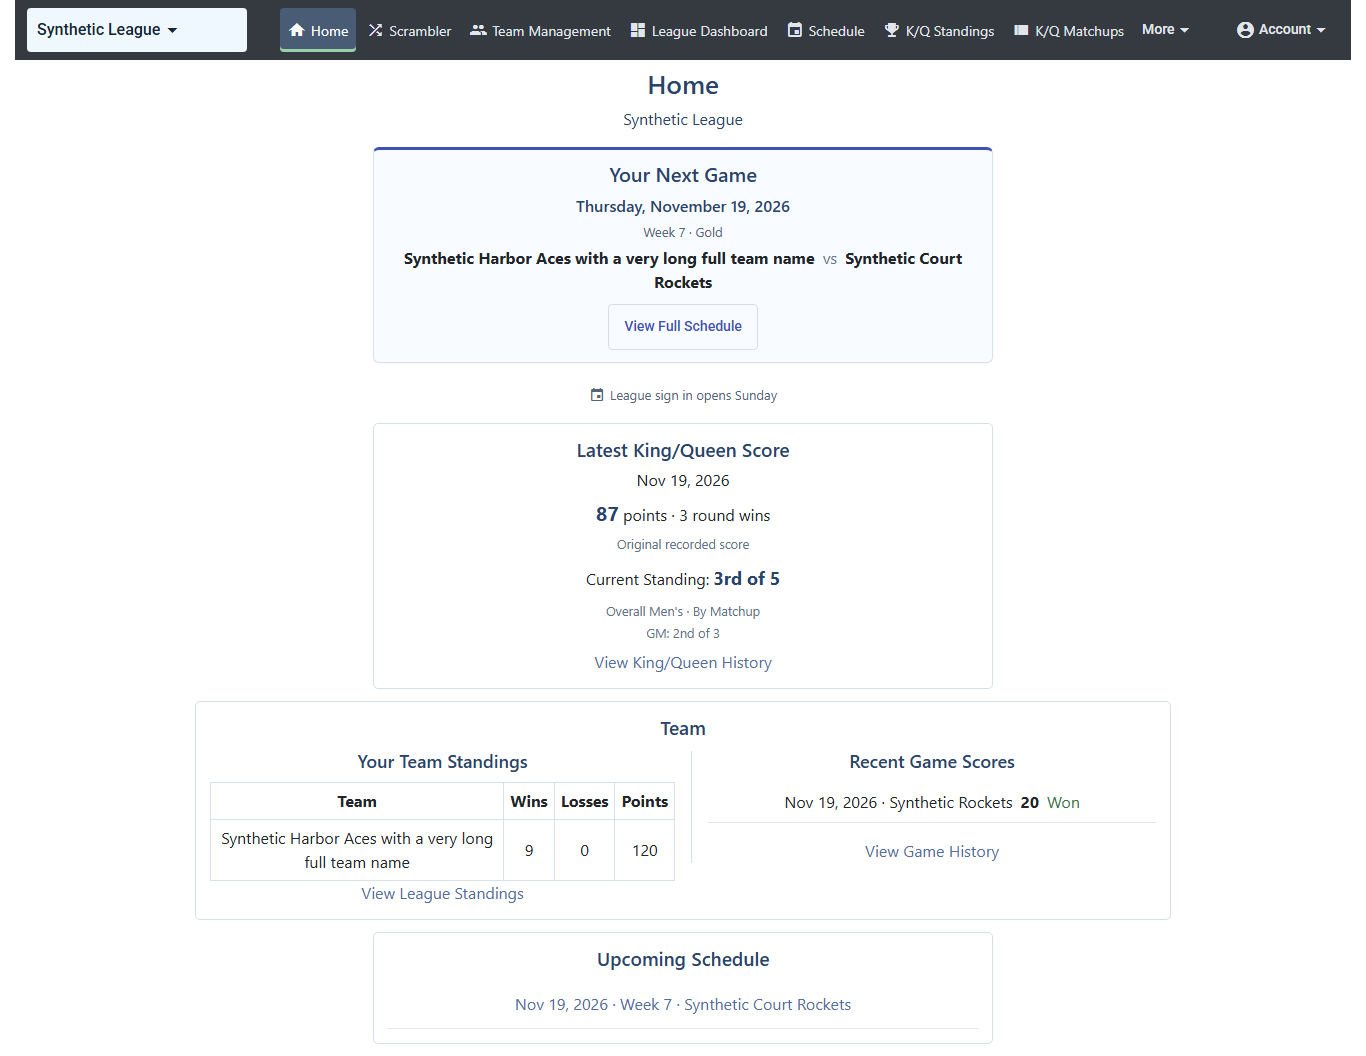 Synthetic League
Home
Scrambler
Team Management
League Dashboard
Schedule
K/Q Standings
K/Q Matchups
More
Account
Home
Synthetic League
Your Next Game
Thursday, November 19, 2026
Week 7 · Gold
Synthetic Harbor Aces with a very long full team name vs Synthetic Court
Rockets
View Full Schedule
League sign in opens Sunday
Latest King/Queen Score
Nov 19, 2026
87 points · 3 round wins
Original recorded score
Current Standing: 3rd of 5
Overall Men's · By Matchup
GM: 2nd of 3
View King/Queen History
Team
Your Team Standings
Team Wins Losses Points
Synthetic Harbor Aces with a very long
full team name
9 0 120
View League Standings
Recent Game Scores
Nov 19, 2026 · Synthetic Rockets 20 Won
View Game History
Upcoming Schedule
Nov 19, 2026 · Week 7 · Synthetic Court Rockets